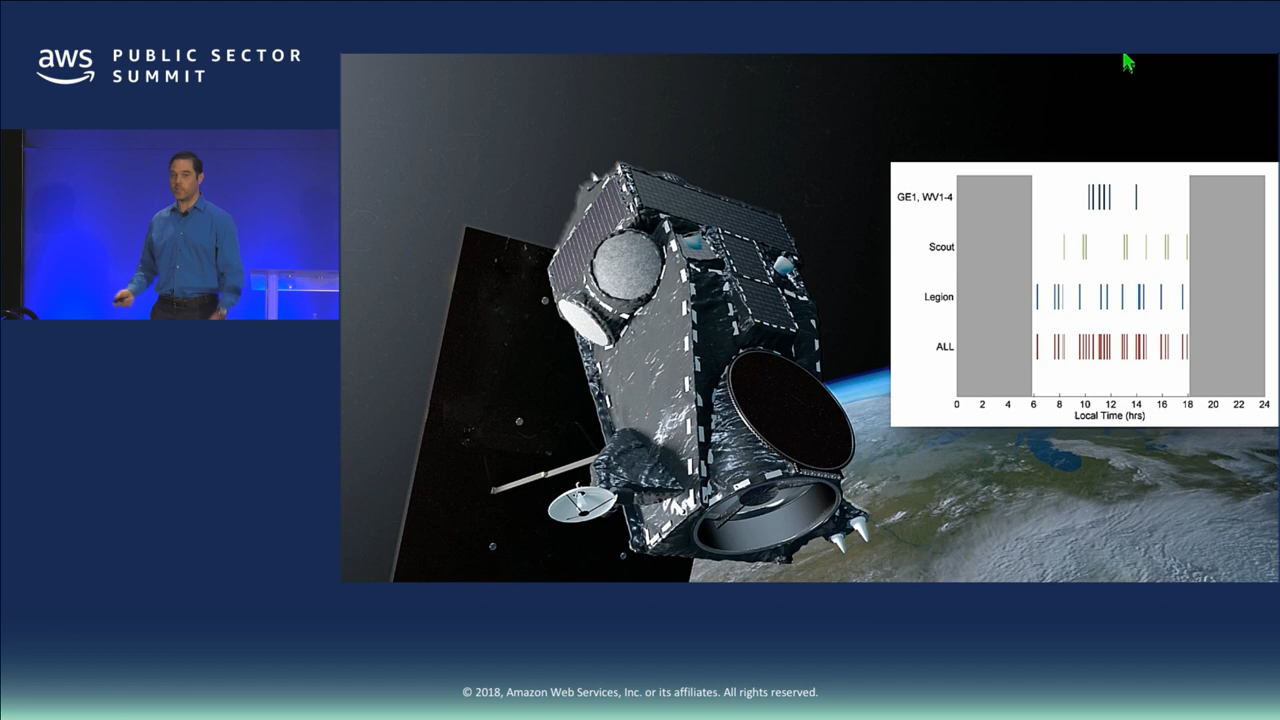 aws
PUBLIC SECTOR
SUMMIT
GE1, WV1-4
Scout
Legion
ALL
0 2 4 6 8 10 12 14 16 18 20 22 24
Local Time (hrs)
© 2018, Amazon Web Services, Inc. or its affiliates. All rights reserved.